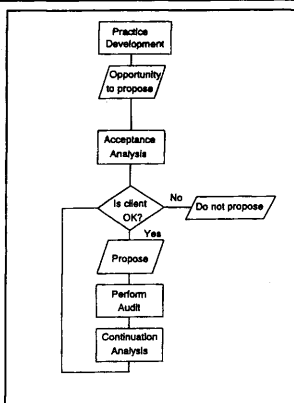 Practice
Development
Opportunity
to propose
Acceptance
Analysis
Is client
OK?
No
Do not propose
Yes
Propose
Perform
Audit
Continuation
Analysis